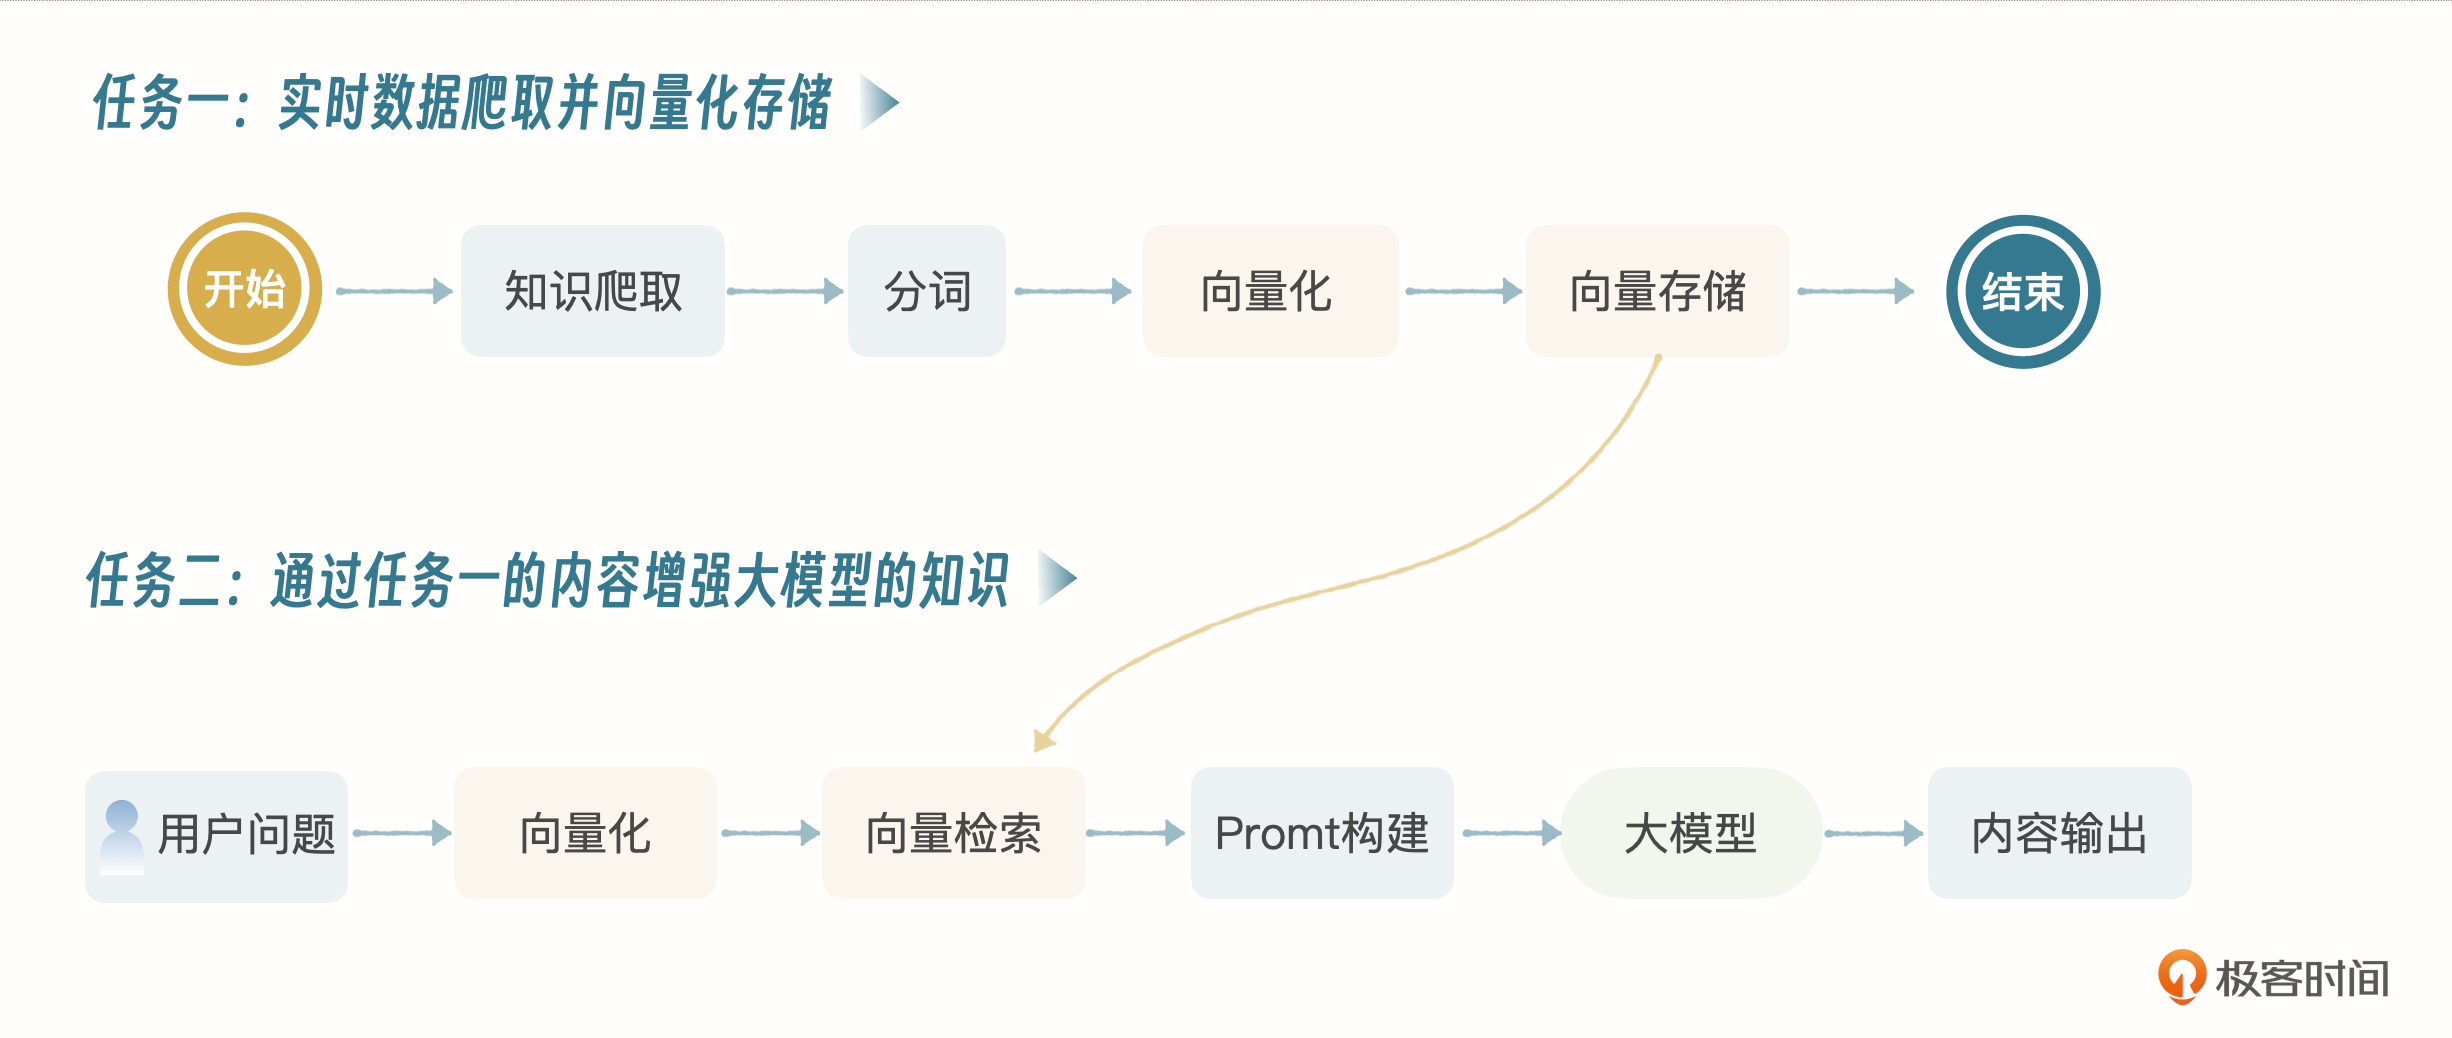 任务一：实时数据爬取并向量化存储
开始
知识爬取
分词
向量化
向量存储
结束
任务二：通过任务一的内容增强大模型的知识
用户问题
向量化
向量检索
Promt构建
大模型
内容输出
极客时间